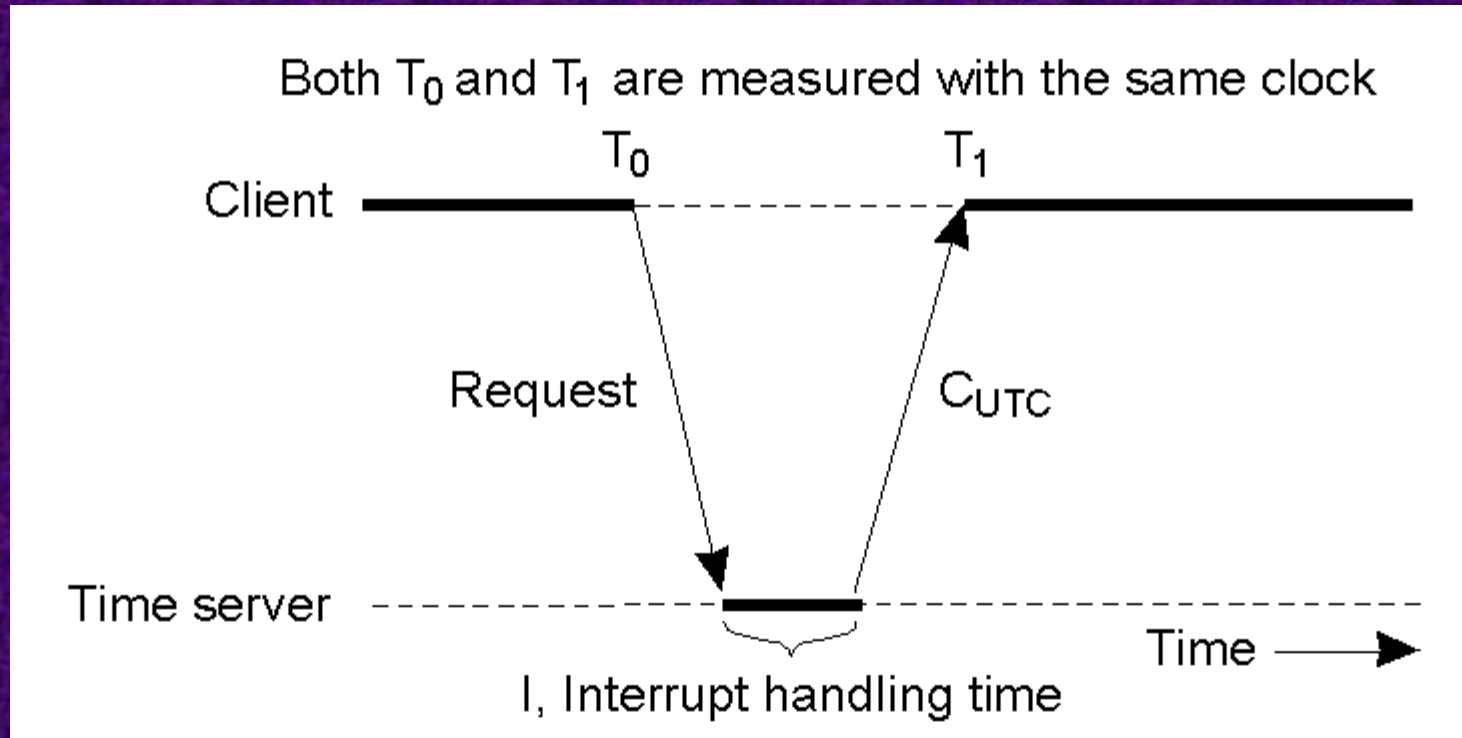 Both T0 and T1 are measured with the same clock
T0 T1
Client
Request CUTC
Time server
Time
I, Interrupt handling time